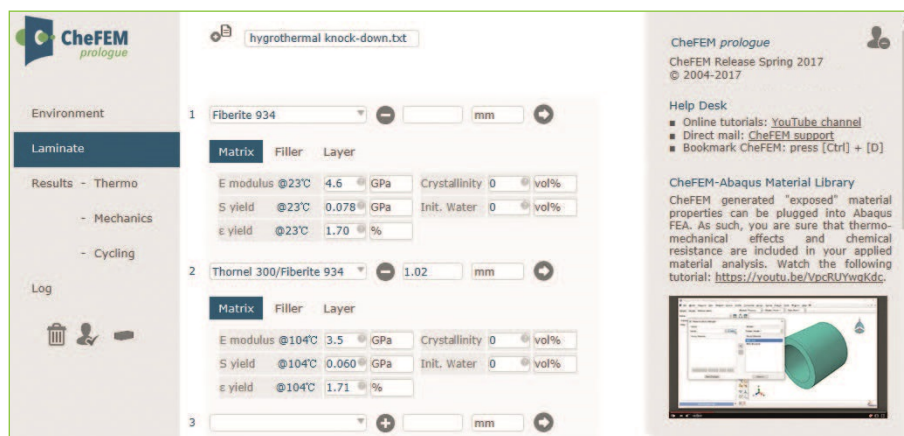 CheFEM
prologue
hygrothermal knock-down.txt
Environment
Laminate
Results - Thermo
- Mechanics
- Cycling
Log
1 Fiberite 934 mm
Matrix Filler Layer
E modulus @23℃ 4.6 GPa Crystallinity 0 vol%
S yield @23℃ 0.078 GPa Init. Water 0 vol%
ε yield @23℃ 1.70 %
2 Thornel 300/Fiberite 934 1.02 mm
Matrix Filler Layer
E modulus @104℃ 3.5 GPa Crystallinity 0 vol%
S yield @104℃ 0.060 GPa Init. Water 0 vol%
ε yield @104℃ 1.71 %
3 mm
CheFEM prologue
CheFEM Release Spring 2017
© 2004-2017
Help Desk
■ Online tutorials: YouTube channel
■ Direct mail: CheFEM support
■ Bookmark CheFEM: press [Ctrl] + [D]
CheFEM-Abaqus Material Library
CheFEM generated "exposed" material
properties can be plugged into Abaqus
FEA. As such, you are sure that thermo-
mechanical effects and chemical
resistance are included in your applied
material analysis. Watch the following
tutorial: https://youtu.be/VpcRUYwqKdc.